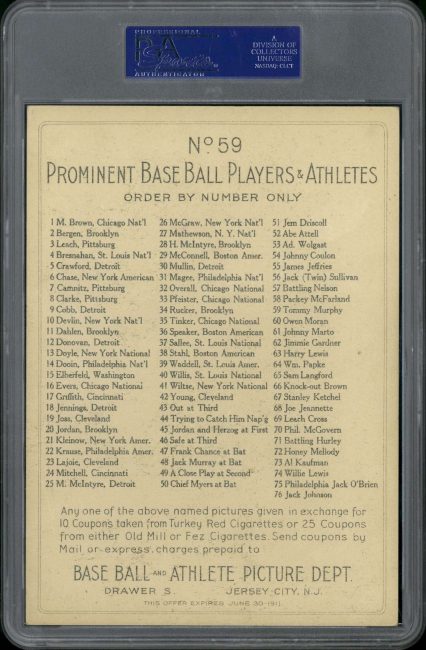 PROFESSIONAL
PSA
Sports
AUTHENTICATOR
A
DIVISION OF
COLLECTORS
UNIVERSE
NASDAQ: CLCT
No 59
PROMINENT BASE BALL PLAYERS & ATHLETES
ORDER BY NUMBER ONLY
1 M. Brown, Chicago Nat'l
2 Bergen, Brooklyn
3 Leach, Pittsburg
4 Bresnahan, St. Louis Nat'l
5 Crawford, Detroit
6 Chase, New York American
7 Camnitz, Pittsburg
8 Clarke, Pittsburg
9 Cobb, Detroit
10 Devlin, New York Nat'l
11 Dahlen, Brooklyn
12 Donovan, Detroit
13 Doyle, New York National
14 Dooin, Philadelphia Nat'l
15 Elberfeld, Washington
16 Evers, Chicago National
17 Griffith, Cincinnati
18 Jennings, Detroit
19 Joss, Cleveland
20 Jordan, Brooklyn
21 Kleinow, New York Amer.
22 Krause, Philadelphia Amer.
23 Lajoie, Cleveland
24 Mitchell, Cincinnati
25 M. McIntyre, Detroit
26 McGraw, New York Nat'l
27 Mathewson, N. Y. Nat'l
28 H. McIntyre, Brooklyn
29 McConnell, Boston Amer.
30 Mullin, Detroit
31 Magee, Philadelphia Nat'l
32 Overall, Chicago National
33 Pfeister, Chicago National
34 Rucker, Brooklyn
35 Tinker, Chicago National
36 Speaker, Boston American
37 Sallee, St. Louis National
38 Stahl, Boston American
39 Waddell, St. Louis Amer.
40 Willis, St. Louis National
41 Wiltse, New York National
42 Young, Cleveland
43 Out at Third
44 Trying to Catch Him Nap'g
45 Jordan and Herzog at First
46 Safe at Third
47 Frank Chance at Bat
48 Jack Murray at Bat
49 A Close Play at Second
50 Chief Myers at Bat
51 Jem Driscoll
52 Abe Attell
53 Ad. Wolgast
54 Johnny Coulon
55 James Jeffries
56 Jack (Twin) Sullivan
57 Battling Nelson
58 Packey McFarland
59 Tommy Murphy
60 Owen Moran
61 Johnny Marto
62 Jimmie Gardner
63 Harry Lewis
64 Wm. Papke
65 Sam Langford
66 Knock-out Brown
67 Stanley Ketchel
68 Joe Jeannette
69 Leach Cross
70 Phil. McGovern
71 Battling Hurley
72 Honey Mellody
73 Al Kaufman
74 Willie Lewis
75 Philadelphia Jack O'Brien
76 Jack Johnson
Any one of the above named pictures given in exchange for
10 Coupons taken from Turkey Red Cigarettes or 25 Coupons
from either Old Mill or Fez Cigarettes. Send coupons by
Mail or express, charges prepaid to
BASE BALL AND ATHLETE PICTURE DEPT.
DRAWER S. JERSEY CITY, N.J.
THIS OFFER EXPIRES JUNE 30-1911.